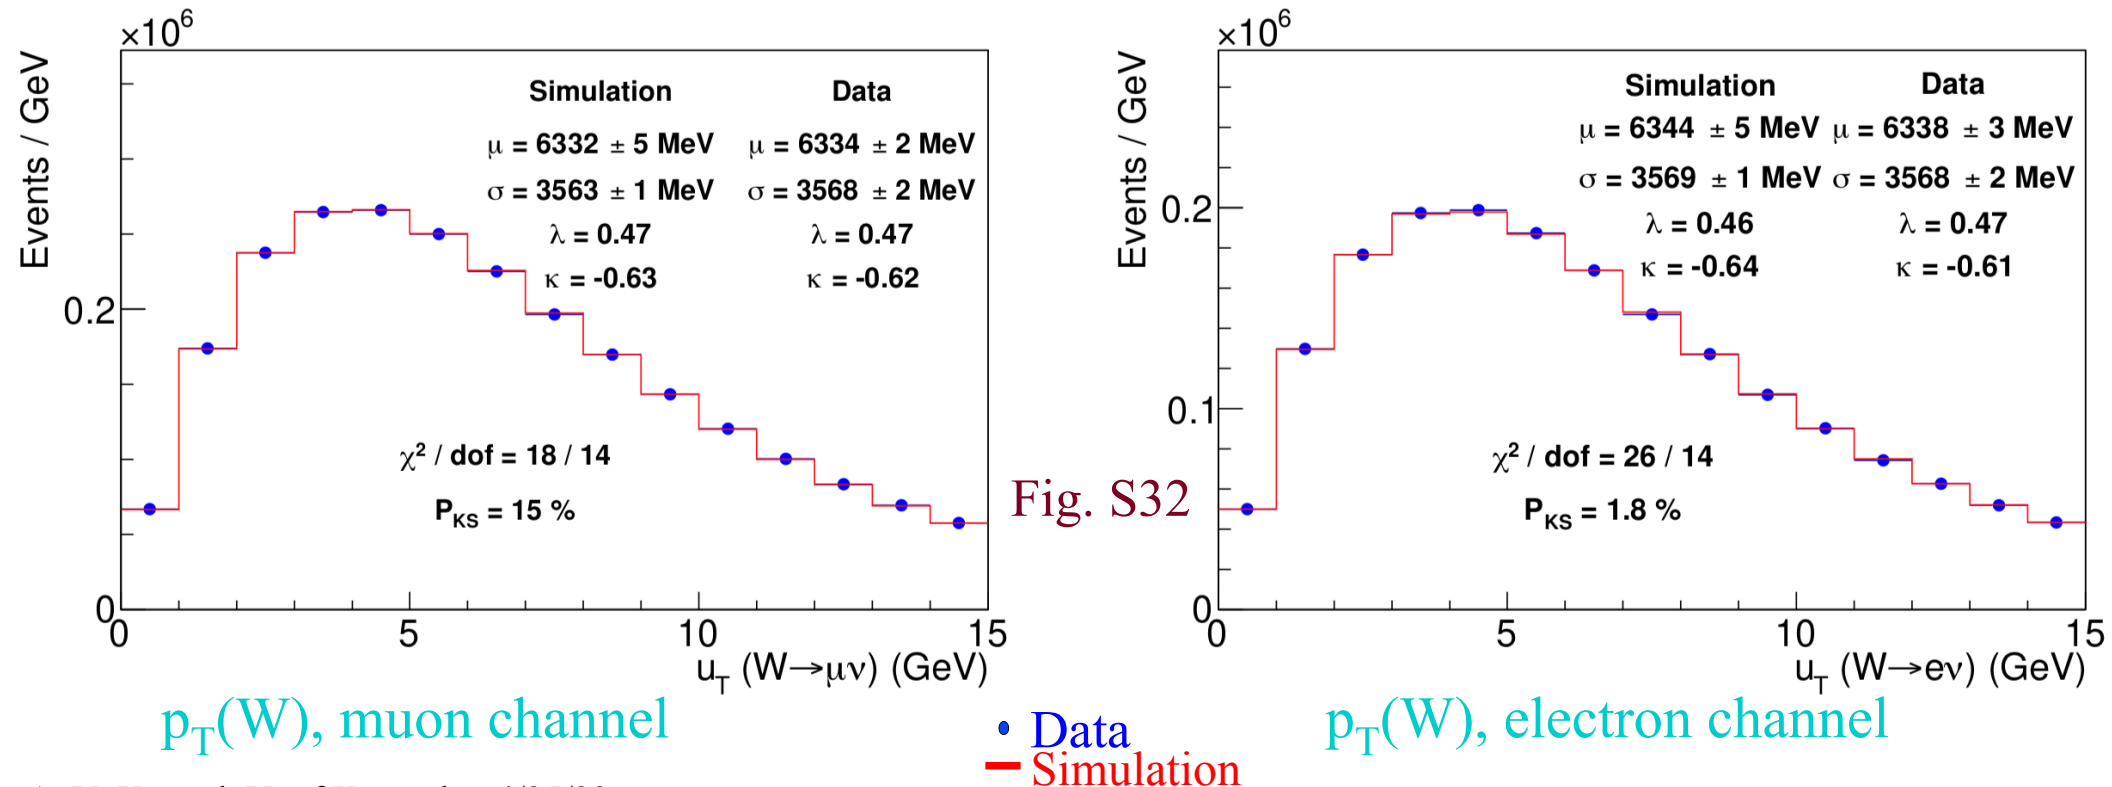 ×10⁶
Events / GeV
Simulation Data
μ = 6332 ± 5 MeV μ = 6334 ± 2 MeV
σ = 3563 ± 1 MeV σ = 3568 ± 2 MeV
λ = 0.47 λ = 0.47
κ = -0.63 κ = -0.62
0.2
χ² / dof = 18 / 14
P_KS = 15 %
0
0 5 10 15
u_T (W→μν) (GeV)
p_T(W), muon channel
Fig. S32
×10⁶
Events / GeV
Simulation Data
μ = 6344 ± 5 MeV μ = 6338 ± 3 MeV
σ = 3569 ± 1 MeV σ = 3568 ± 2 MeV
λ = 0.46 λ = 0.47
κ = -0.64 κ = -0.61
0.2
0.1
χ² / dof = 26 / 14
P_KS = 1.8 %
0
0 5 10 15
u_T (W→eν) (GeV)
p_T(W), electron channel
Data
Simulation